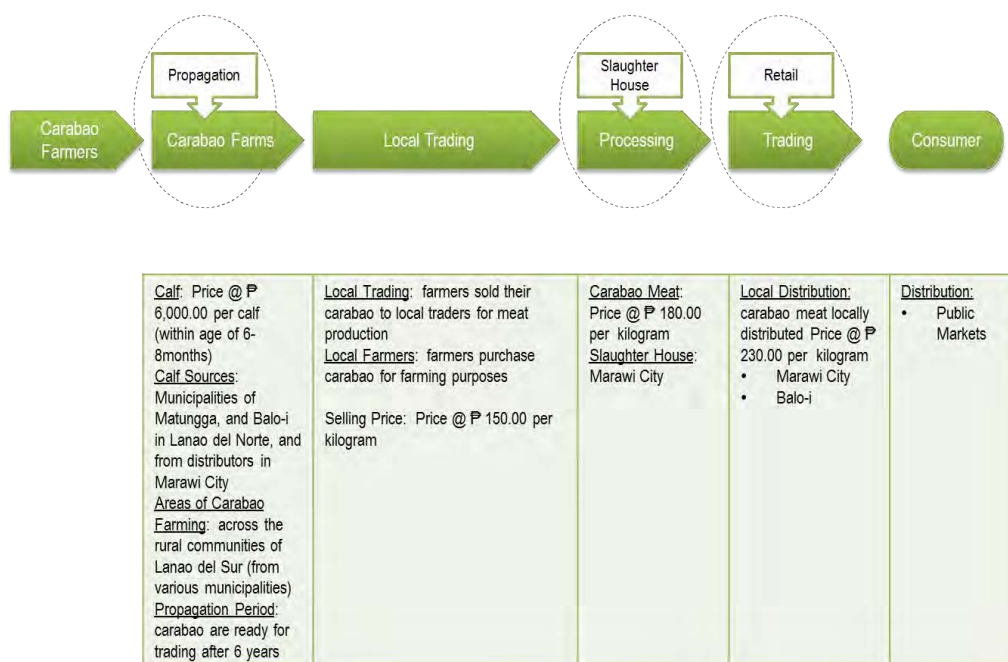 Propagation
Slaughter
House
Retail
Carabao
Farmers
Carabao Farms
Local Trading
Processing
Trading
Consumer
Calf: Price @ ₱
6,000.00 per calf
(within age of 6-
8months)
Calf Sources:
Municipalities of
Matungga, and Balo-i
in Lanao del Norte, and
from distributors in
Marawi City
Areas of Carabao
Farming: across the
rural communities of
Lanao del Sur (from
various municipalities)
Propagation Period:
carabao are ready for
trading after 6 years
Local Trading: farmers sold their
carabao to local traders for meat
production
Local Farmers: farmers purchase
carabao for farming purposes
Selling Price: Price @ ₱ 150.00 per
kilogram
Carabao Meat:
Price @ ₱ 180.00
per kilogram
Slaughter House:
Marawi City
Local Distribution:
carabao meat locally
distributed Price @ ₱
230.00 per kilogram
• Marawi City
• Balo-i
Distribution:
• Public
Markets